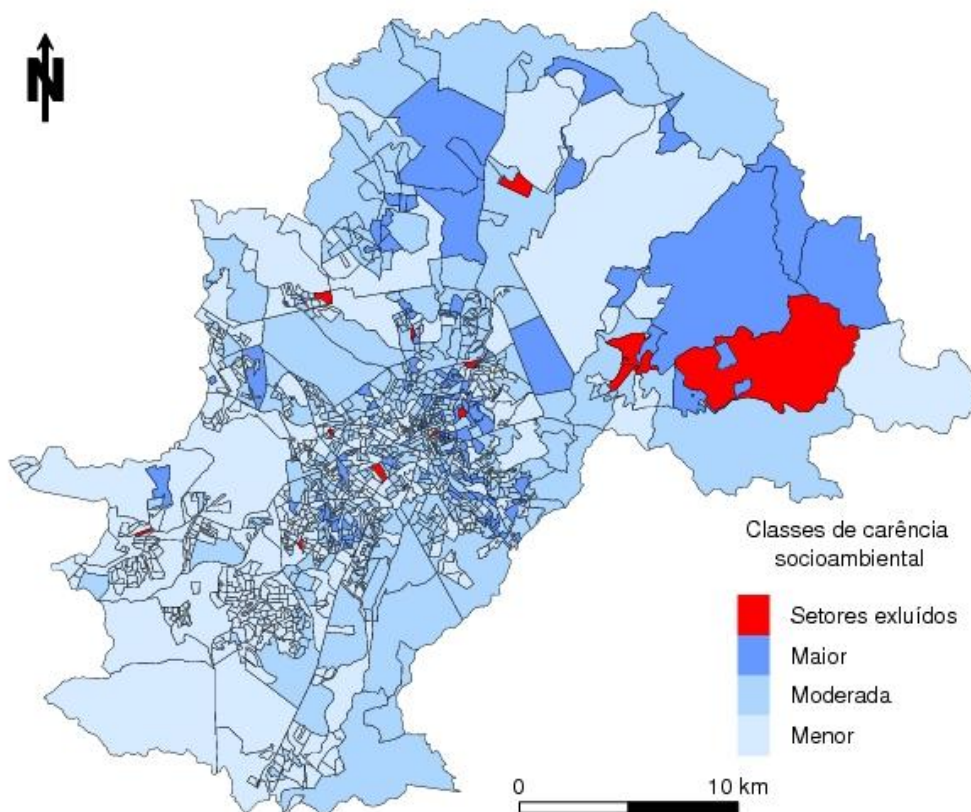 N
Classes de carência
socioambiental
Setores exluídos
Maior
Moderada
Menor
0 10 km